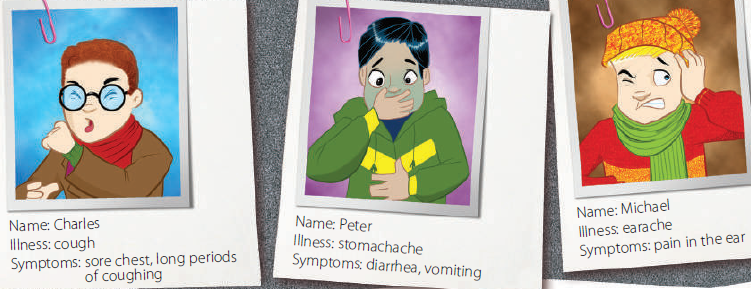 Name: Charles
Illness: cough
Symptoms: sore chest, long periods
of coughing
Name: Peter
Illness: stomachache
Symptoms: diarrhea, vomiting
Name: Michael
Illness: earache
Symptoms: pain in the ear